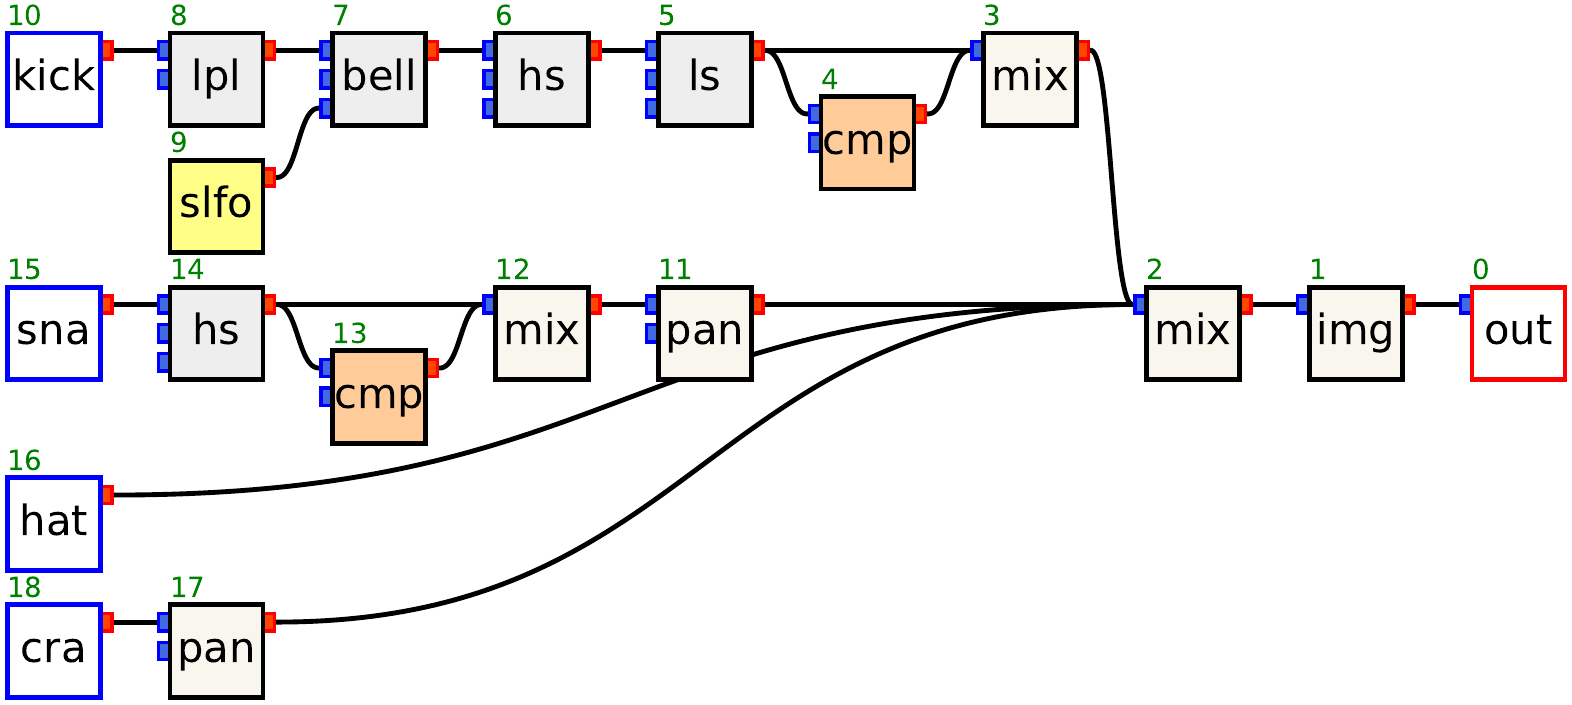 10 8 7 6 5 3
kick lpl bell hs ls mix
4
cmp
9
slfo
15 14 12 11 2 1 0
sna hs mix pan mix img out
13
cmp
16
hat
18 17
cra pan